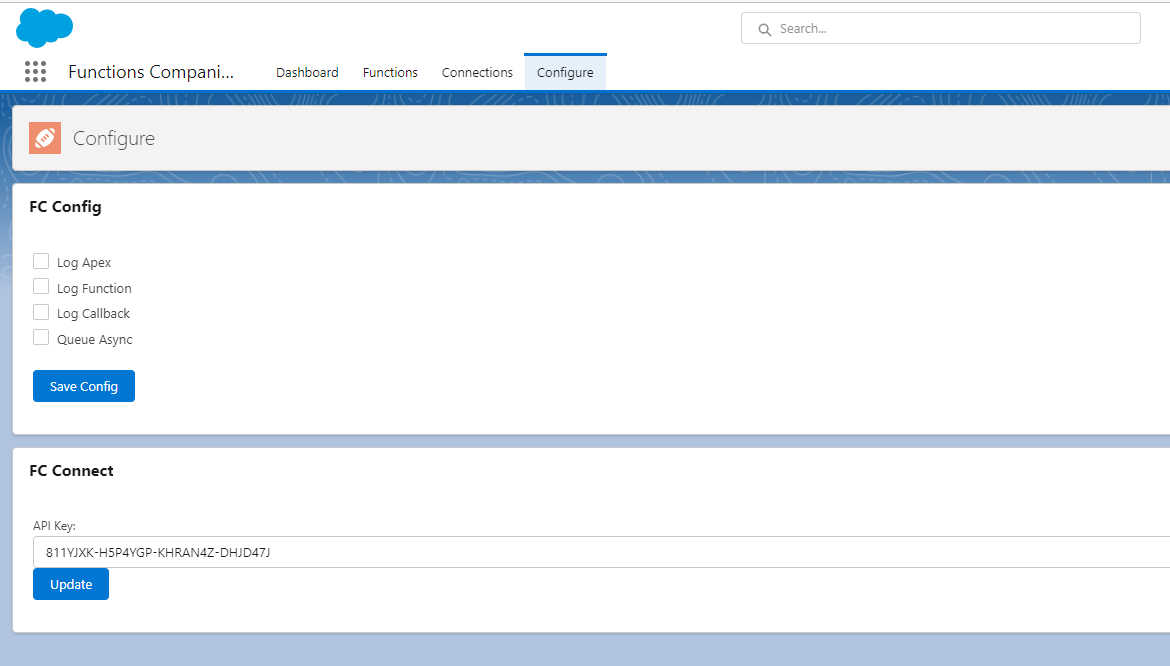 Search...
Functions Compani...
Dashboard
Functions
Connections
Configure
Configure
FC Config
Log Apex
Log Function
Log Callback
Queue Async
Save Config
FC Connect
API Key:
811YJXK-H5P4YGP-KHRAN4Z-DHJD47J
Update